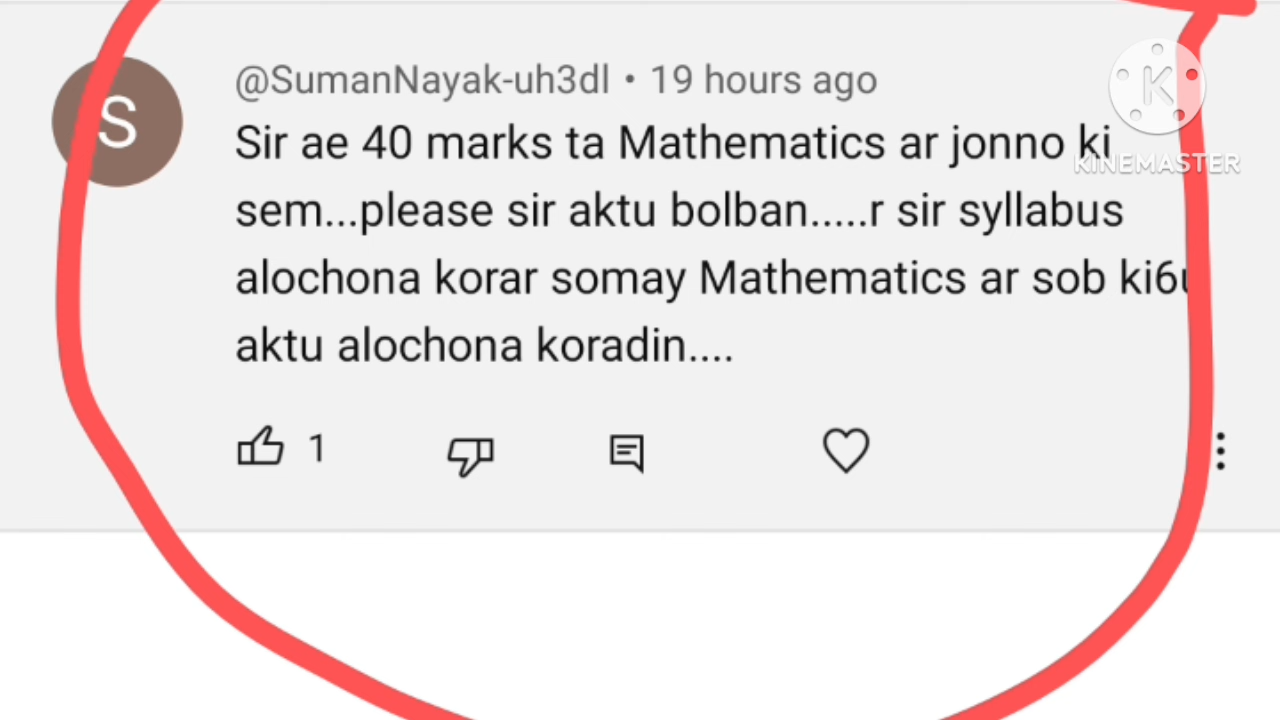 @SumanNayak-uh3dl • 19 hours ago
S
Sir ae 40 marks ta Mathematics ar jonno ki
KINEMASTER
sem...please sir aktu bolban.....r sir syllabus
alochona korar somay Mathematics ar sob ki6u
aktu alochona koradin....
1